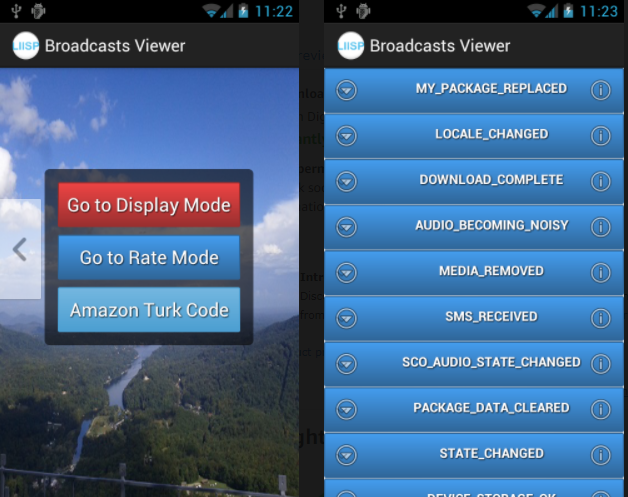 11:22
LIISP Broadcasts Viewer
Go to Display Mode
Go to Rate Mode
Amazon Turk Code
11:23
LIISP Broadcasts Viewer
MY_PACKAGE_REPLACED
LOCALE_CHANGED
DOWNLOAD_COMPLETE
AUDIO_BECOMING_NOISY
MEDIA_REMOVED
SMS_RECEIVED
SCO_AUDIO_STATE_CHANGED
PACKAGE_DATA_CLEARED
STATE_CHANGED
DEVICE_STORAGE_OK